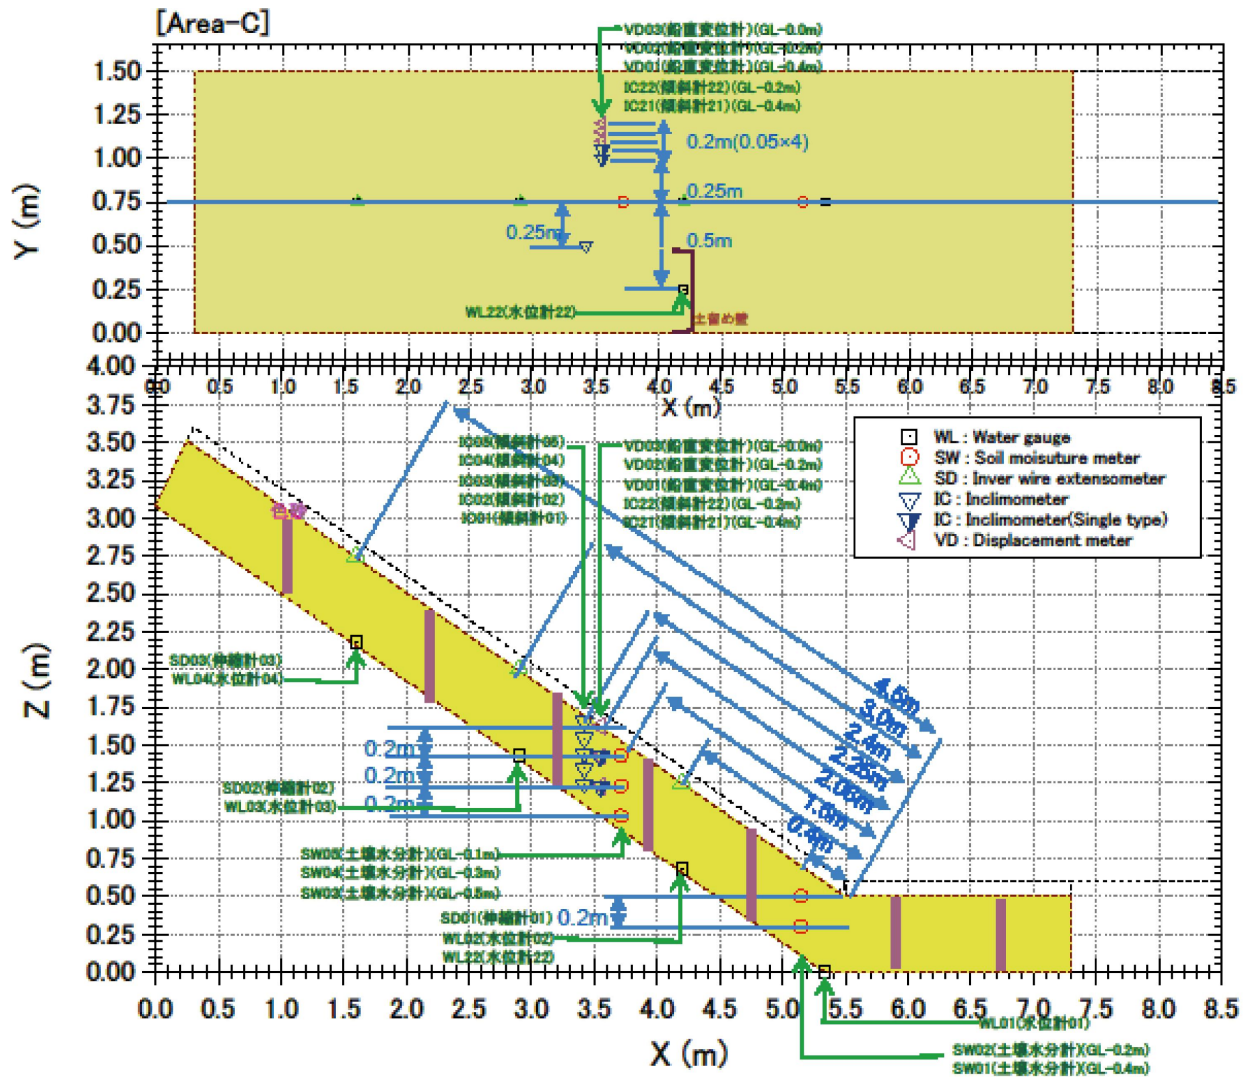 [Area-C]
VD03(鉛直変位計)(GL-0.0m)
VD02(鉛直変位計)(GL-0.2m)
VD01(鉛直変位計)(GL-0.4m)
IC22(傾斜計22)(GL-0.2m)
IC21(傾斜計21)(GL-0.4m)
1.50
1.25
1.00
0.75
0.50
0.25
0.00
Y (m)
0.2m(0.05×4)
0.25m
0.25m
0.5m
WL22(水位計22)
土留め壁
0.0 0.5 1.0 1.5 2.0 2.5 3.0 3.5 4.0 4.5 5.0 5.5 6.0 6.5 7.0 7.5 8.0 8.5
X (m)
4.00
3.75
3.50
3.25
3.00
2.75
2.50
2.25
2.00
1.75
1.50
1.25
1.00
0.75
0.50
0.25
0.00
Z (m)
IC05(傾斜計05)
IC04(傾斜計04)
IC03(傾斜計03)
IC02(傾斜計02)
IC01(傾斜計01)
VD03(鉛直変位計)(GL-0.0m)
VD02(鉛直変位計)(GL-0.2m)
VD01(鉛直変位計)(GL-0.4m)
IC22(傾斜計22)(GL-0.2m)
IC21(傾斜計21)(GL-0.4m)
WL : Water gauge
SW : Soil moisuture meter
SD : Inver wire extensometer
IC : Inclimometer
IC : Inclimometer(Single type)
VD : Displacement meter
SD03(伸縮計03)
WL04(水位計04)
4.6m
3.0m
2.4m
2.28m
2.08m
0.2m
0.2m
0.2m
SD02(伸縮計02)
WL03(水位計03)
SW05(土壌水分計)(GL-0.1m)
SW04(土壌水分計)(GL-0.3m)
SW03(土壌水分計)(GL-0.5m)
SD01(伸縮計01)
0.2m
WL02(水位計02)
WL22(水位計22)
0.0 0.5 1.0 1.5 2.0 2.5 3.0 3.5 4.0 4.5 5.0 5.5 6.0 6.5 7.0 7.5 8.0 8.5
X (m)
WL01(水位計01)
SW02(土壌水分計)(GL-0.2m)
SW01(土壌水分計)(GL-0.4m)